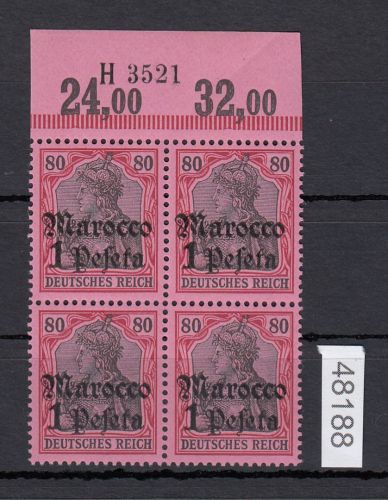 H 3521
24,00 32,00
80 80 80 80
Marocco Marocco
1 Peseta 1 Peseta
DEUTSCHES REICH DEUTSCHES REICH
80 80 80 80
Marocco Marocco
1 Peseta 1 Peseta
DEUTSCHES REICH DEUTSCHES REICH
48188